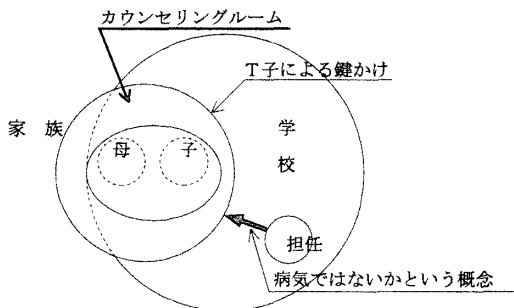 カウンセリングルーム
T子による鍵かけ
家　族
学
校
母
子
担任
病気ではないかという概念